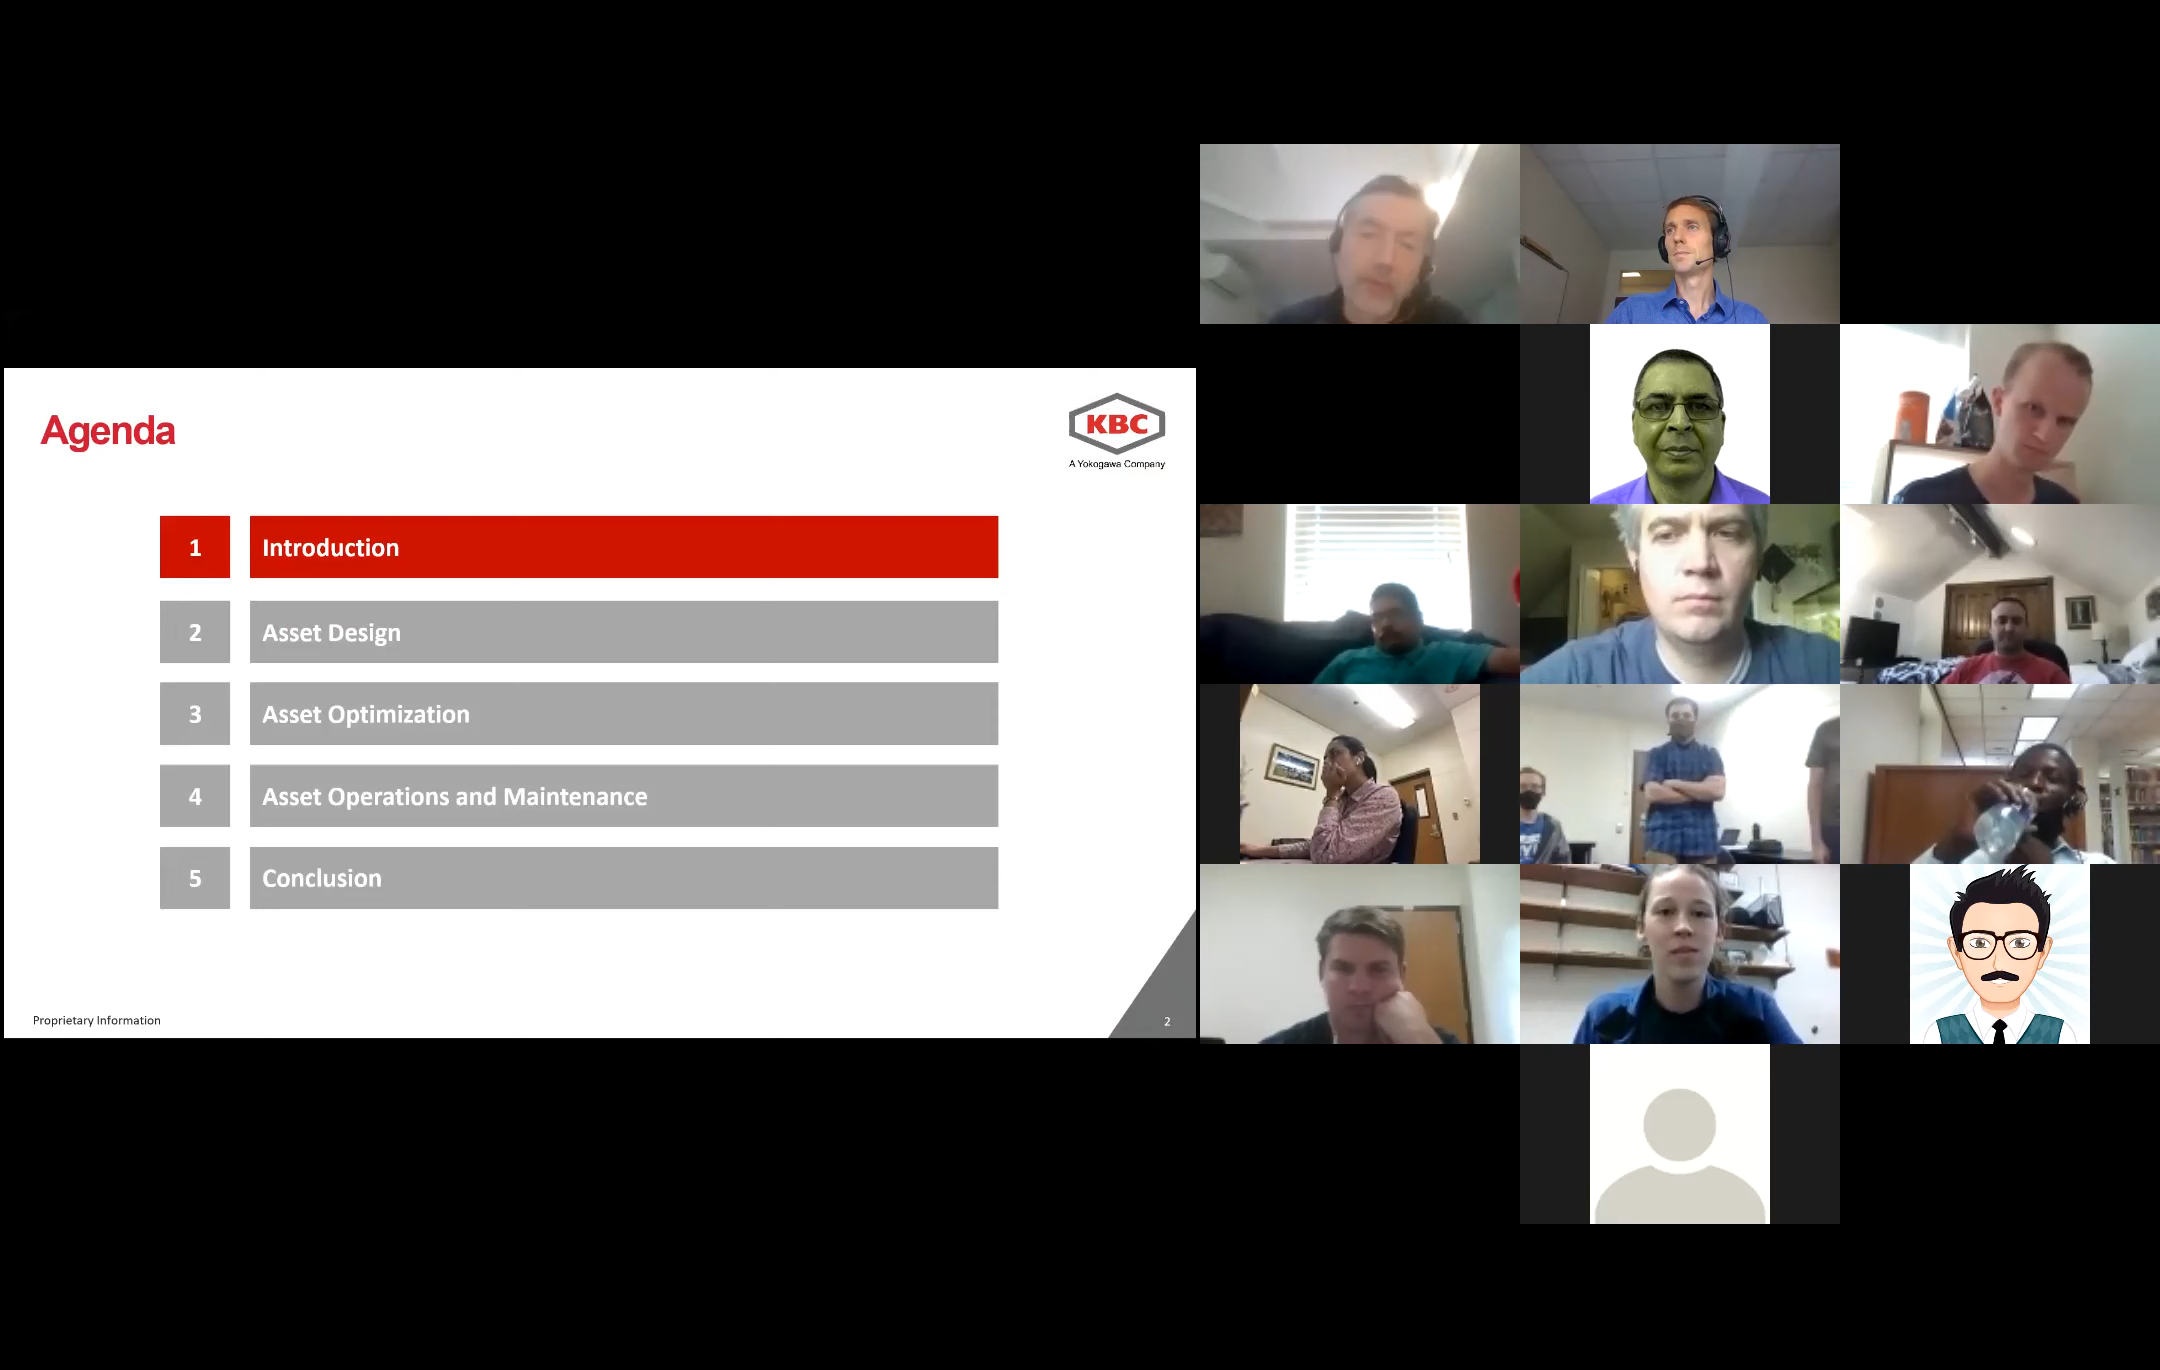 Agenda
KBC
A Yokogawa Company
1 Introduction
2 Asset Design
3 Asset Optimization
4 Asset Operations and Maintenance
5 Conclusion
Proprietary Information
2